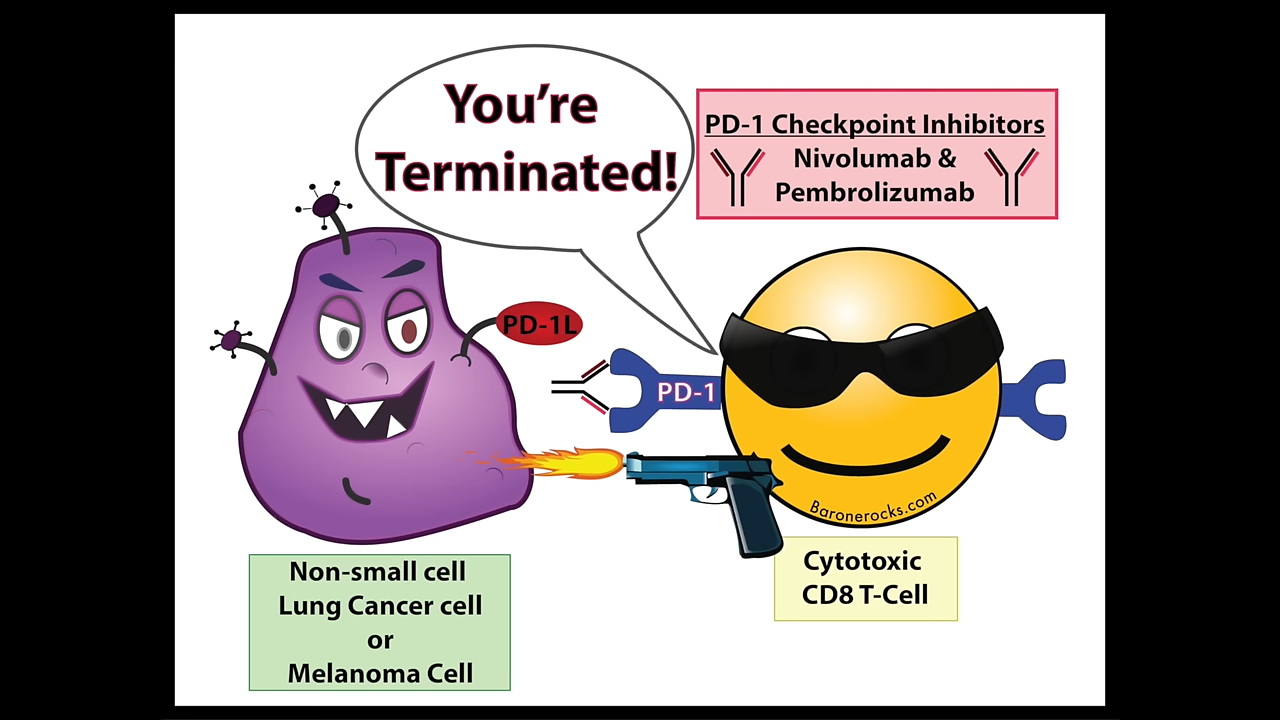 You're
Terminated!
PD-1 Checkpoint Inhibitors
Nivolumab &
Pembrolizumab
PD-1L
PD-1
Baronerocks.com
Non-small cell
Lung Cancer cell
or
Melanoma Cell
Cytotoxic
CD8 T-Cell